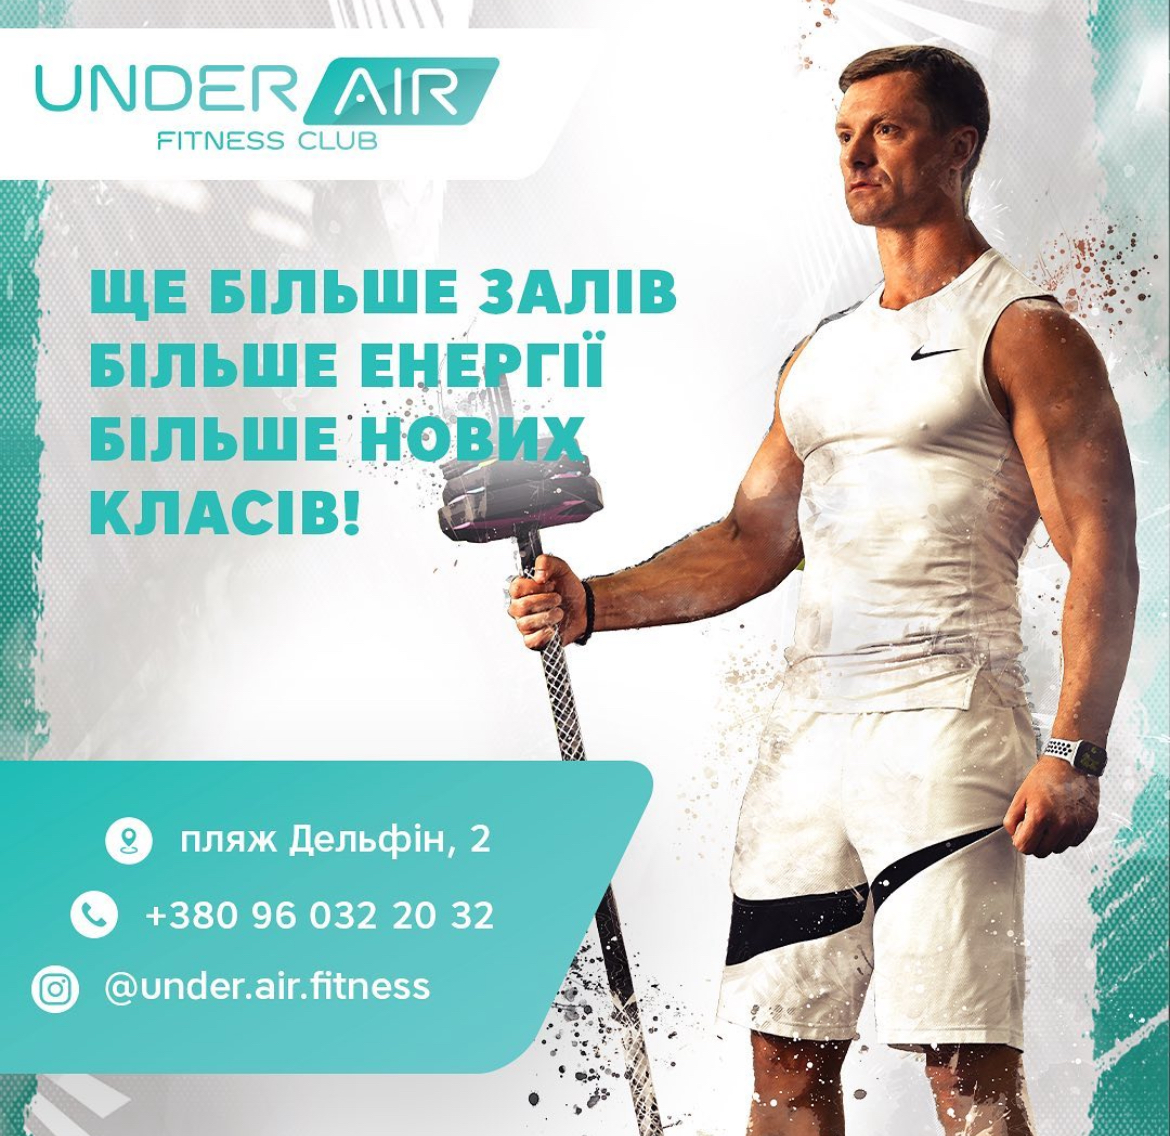 UNDER AIR
FITNESS CLUB
ЩЕ БІЛЬШЕ ЗАЛІВ
БІЛЬШЕ ЕНЕРГІЇ
БІЛЬШЕ НОВИХ
КЛАСІВ!
пляж Дельфін, 2
+380 96 032 20 32
@under.air.fitness